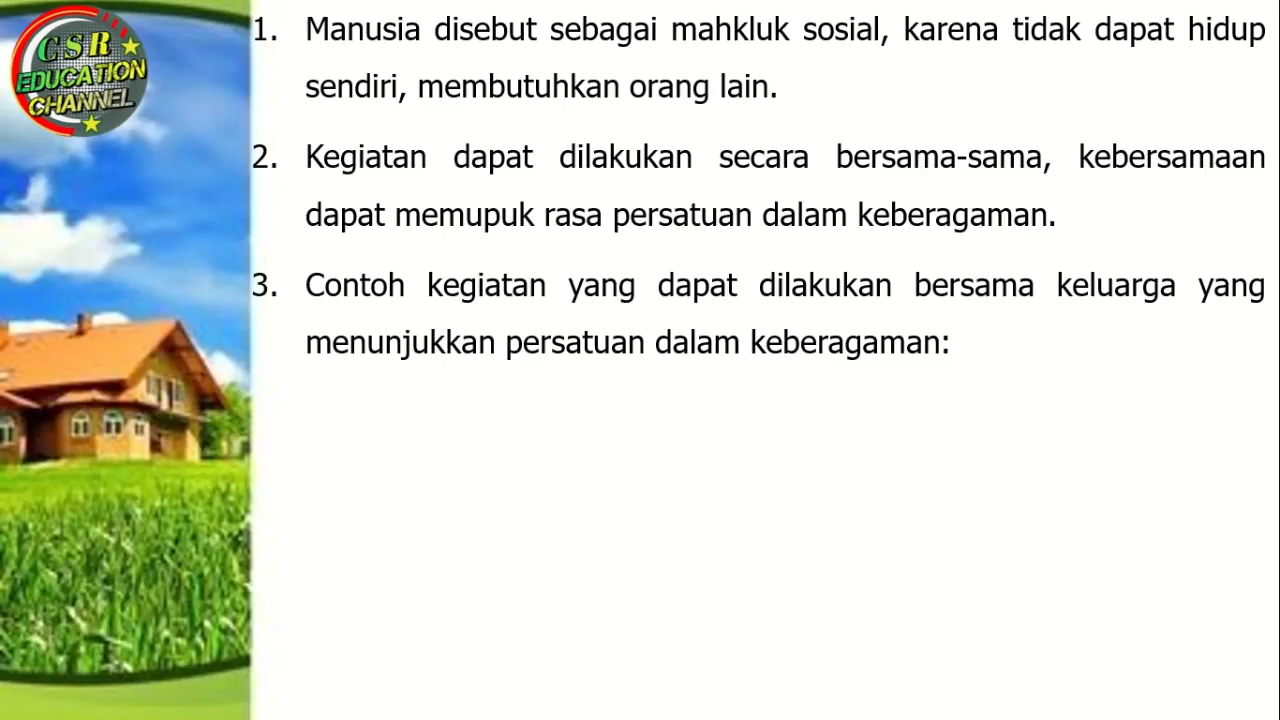 CSR
EDUCATION
CHANNEL
1. Manusia disebut sebagai mahkluk sosial, karena tidak dapat hidup
sendiri, membutuhkan orang lain.
2. Kegiatan dapat dilakukan secara bersama-sama, kebersamaan
dapat memupuk rasa persatuan dalam keberagaman.
3. Contoh kegiatan yang dapat dilakukan bersama keluarga yang
menunjukkan persatuan dalam keberagaman: